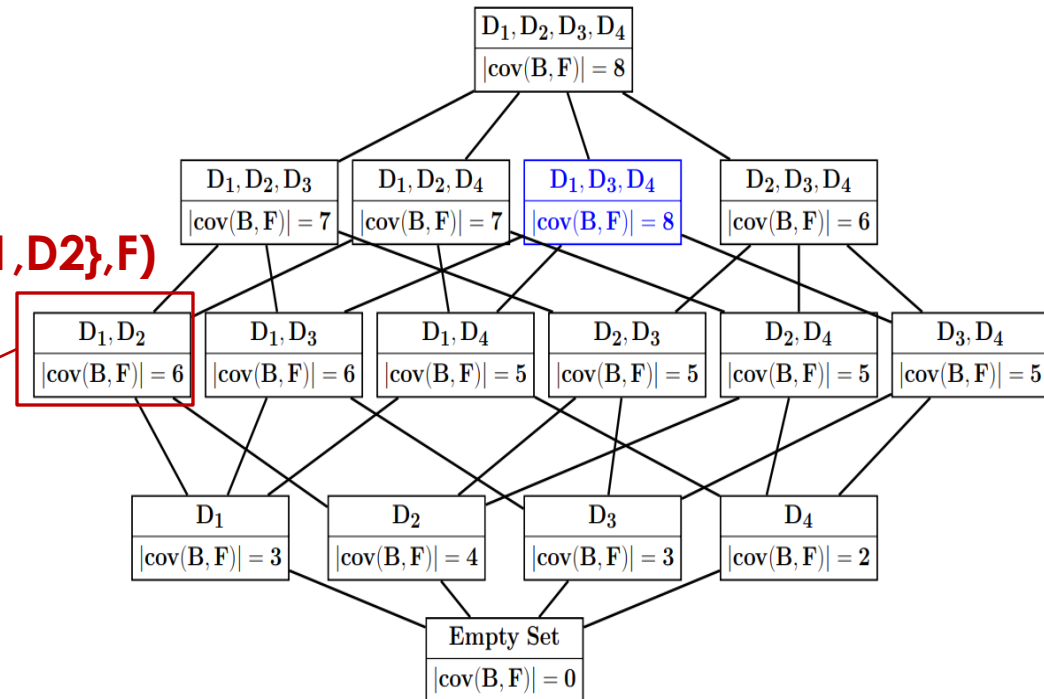 D₁, D₂, D₃, D₄
|cov(B, F)| = 8
D₁, D₂, D₃
|cov(B, F)| = 7
D₁, D₂, D₄
|cov(B, F)| = 7
D₁, D₃, D₄
|cov(B, F)| = 8
D₂, D₃, D₄
|cov(B, F)| = 6
,D2},F)
D₁, D₂
|cov(B, F)| = 6
D₁, D₃
|cov(B, F)| = 6
D₁, D₄
|cov(B, F)| = 5
D₂, D₃
|cov(B, F)| = 5
D₂, D₄
|cov(B, F)| = 5
D₃, D₄
|cov(B, F)| = 5
D₁
|cov(B, F)| = 3
D₂
|cov(B, F)| = 4
D₃
|cov(B, F)| = 3
D₄
|cov(B, F)| = 2
Empty Set
|cov(B, F)| = 0